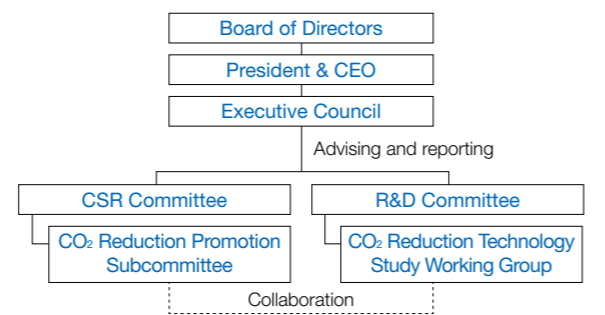 Board of Directors
President & CEO
Executive Council
Advising and reporting
CSR Committee
R&D Committee
CO₂ Reduction Promotion
Subcommittee
CO₂ Reduction Technology
Study Working Group
Collaboration